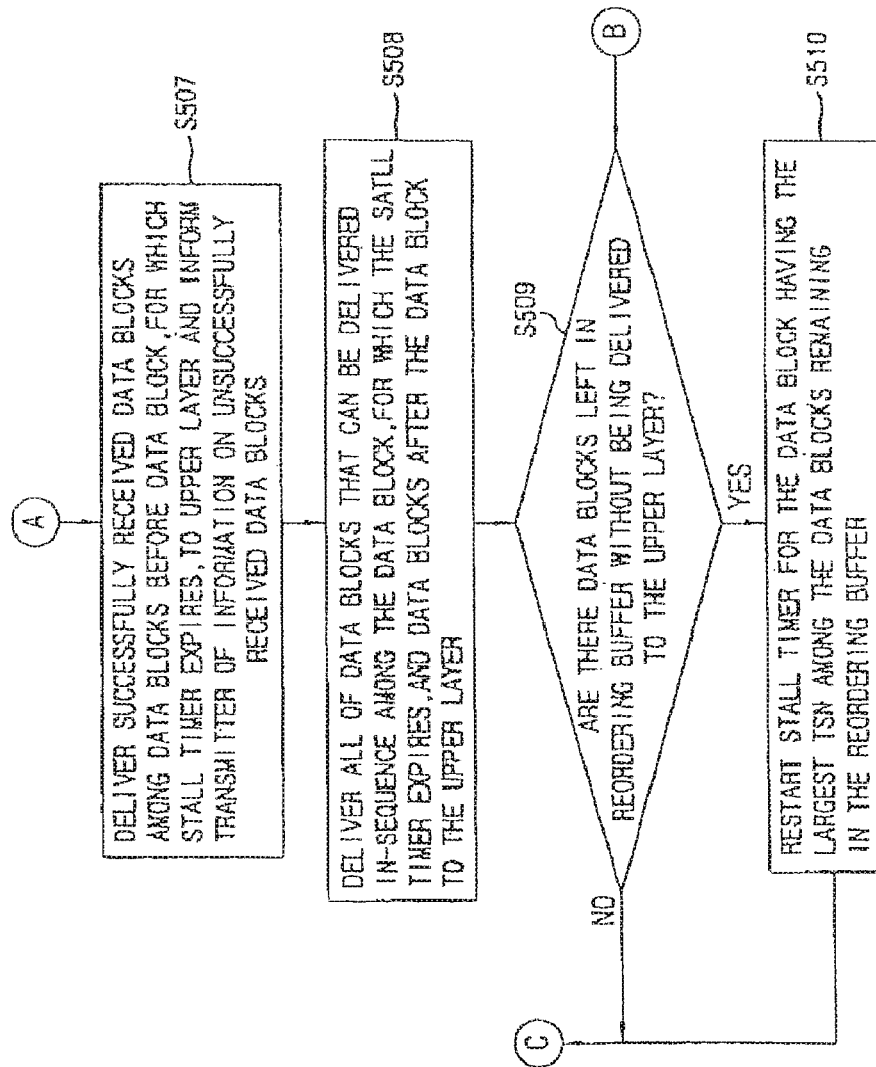 A
S507
DELIVER SUCCESSFULLY RECEIVED DATA BLOCKS
AMONG DATA BLOCKS BEFORE DATA BLOCK, FOR WHICH
STALL TIMER EXPIRES, TO UPPER LAYER AND INFORM
TRANSMITTER OF INFORMATION ON UNSUCCESSFULLY
RECEIVED DATA BLOCKS
S508
DELIVER ALL OF DATA BLOCKS THAT CAN BE DELIVERED
IN-SEQUENCE AMONG THE DATA BLOCK, FOR WHICH THE SATLL
TIMER EXPIRES, AND DATA BLOCKS AFTER THE DATA BLOCK
TO THE UPPER LAYER
S509
B
ARE THERE DATA BLOCKS LEFT IN
REORDERING BUFFER WITHOUT BEING DELIVERED
TO THE UPPER LAYER?
NO
YES
C
S510
RESTART STALL TIMER FOR THE DATA BLOCK HAVING THE
LARGEST TSN AMONG THE DATA BLOCKS REMAINING
IN THE REORDERING BUFFER